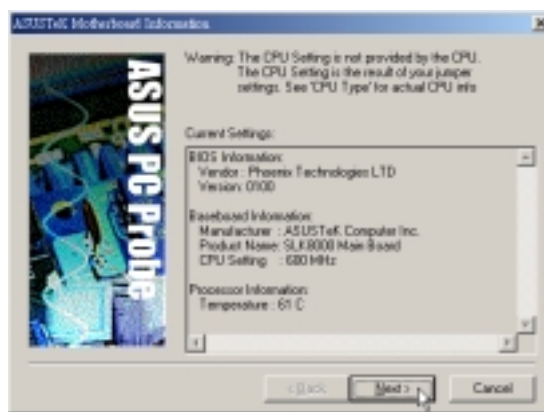 ASUSTeK Motherboard Information
ASUS PC Probe
Warning: The CPU Setting is not provided by the CPU.
The CPU Setting is the result of your jumper
settings. See 'CPU Type' for actual CPU info
Current Settings:
BIOS Information:
Vendor : Phoenix Technologies LTD
Version: 0100
Baseboard Information:
Manufacturer : ASUSTeK Computer Inc.
Product Name: SLK8000 Main Board
CPU Setting : 600 MHz
Processor Information:
Temperature : 61 C
< Back
Next >
Cancel